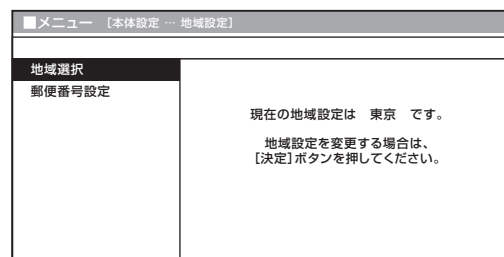 ■メニュー [本体設定 … 地域設定]
地域選択
郵便番号設定
現在の地域設定は 東京 です。
地域設定を変更する場合は、
[決定]ボタンを押してください。